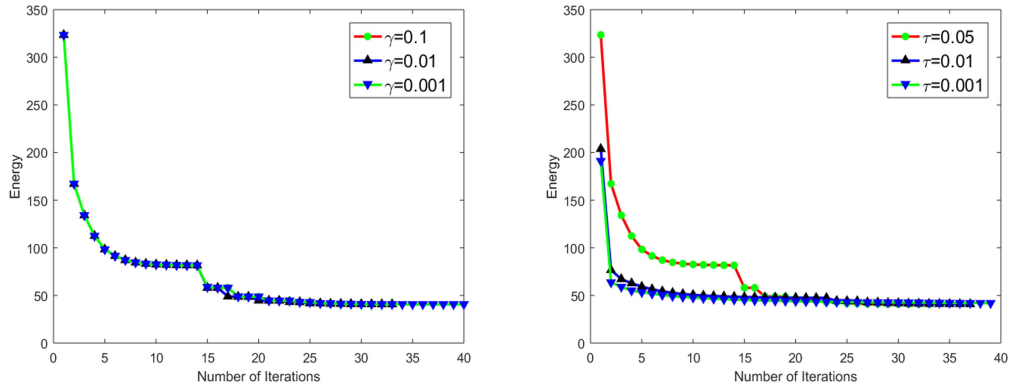 350
300
250
200
150
100
50
0
Energy
0 5 10 15 20 25 30 35 40
Number of Iterations
γ=0.1
γ=0.01
γ=0.001
350
300
250
200
150
100
50
0
Energy
0 5 10 15 20 25 30 35 40
Number of Iterations
τ=0.05
τ=0.01
τ=0.001